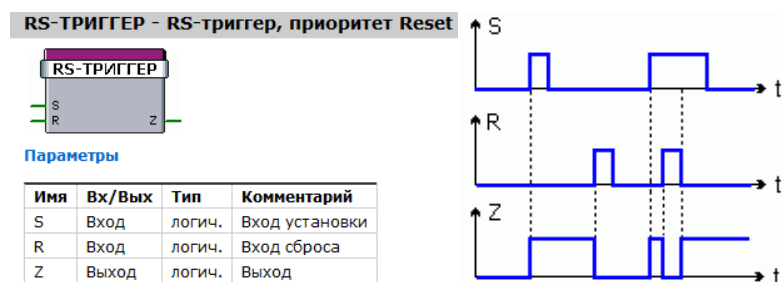 RS-ТРИГГЕР - RS-триггер, приоритет Reset
RS-ТРИГГЕР
S
R Z
Параметры
Имя Вх/Вых Тип Комментарий
S Вход логич. Вход установки
R Вход логич. Вход сброса
Z Выход логич. Выход
S
t
R
t
Z
t